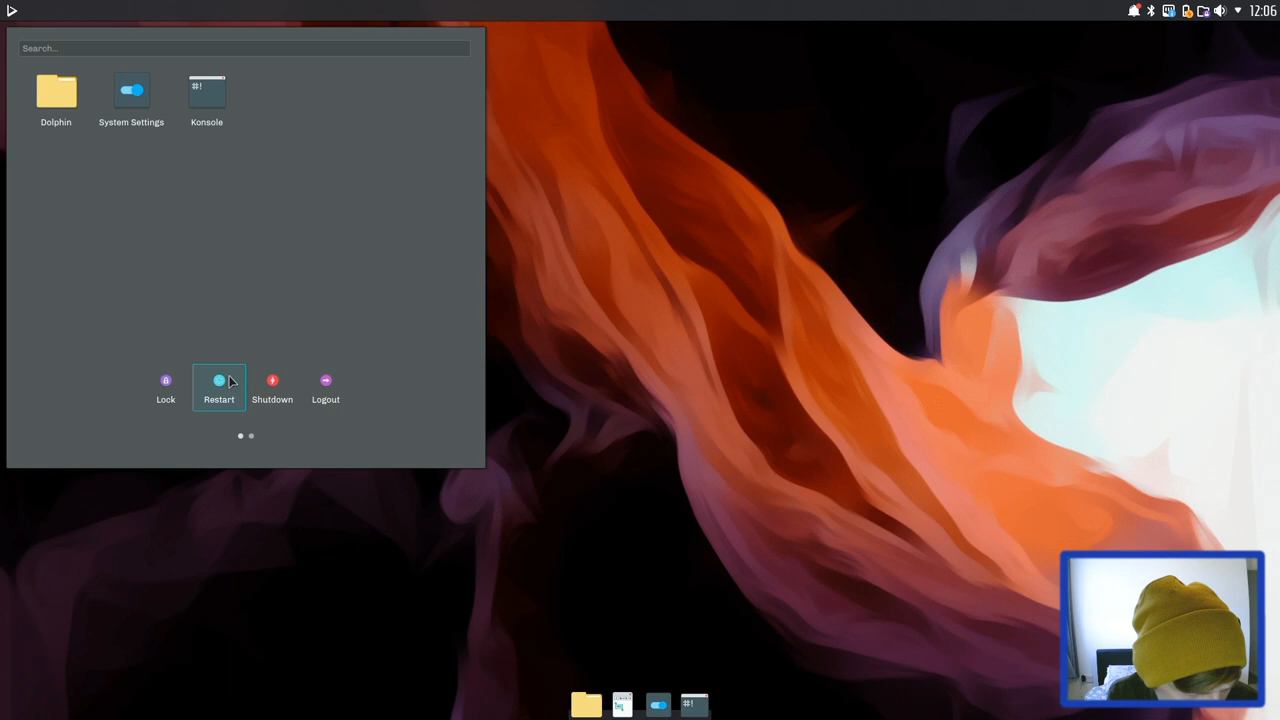 12:06
Search...
Dolphin
System Settings
Konsole
#!
Lock
Restart
Shutdown
Logout
#!